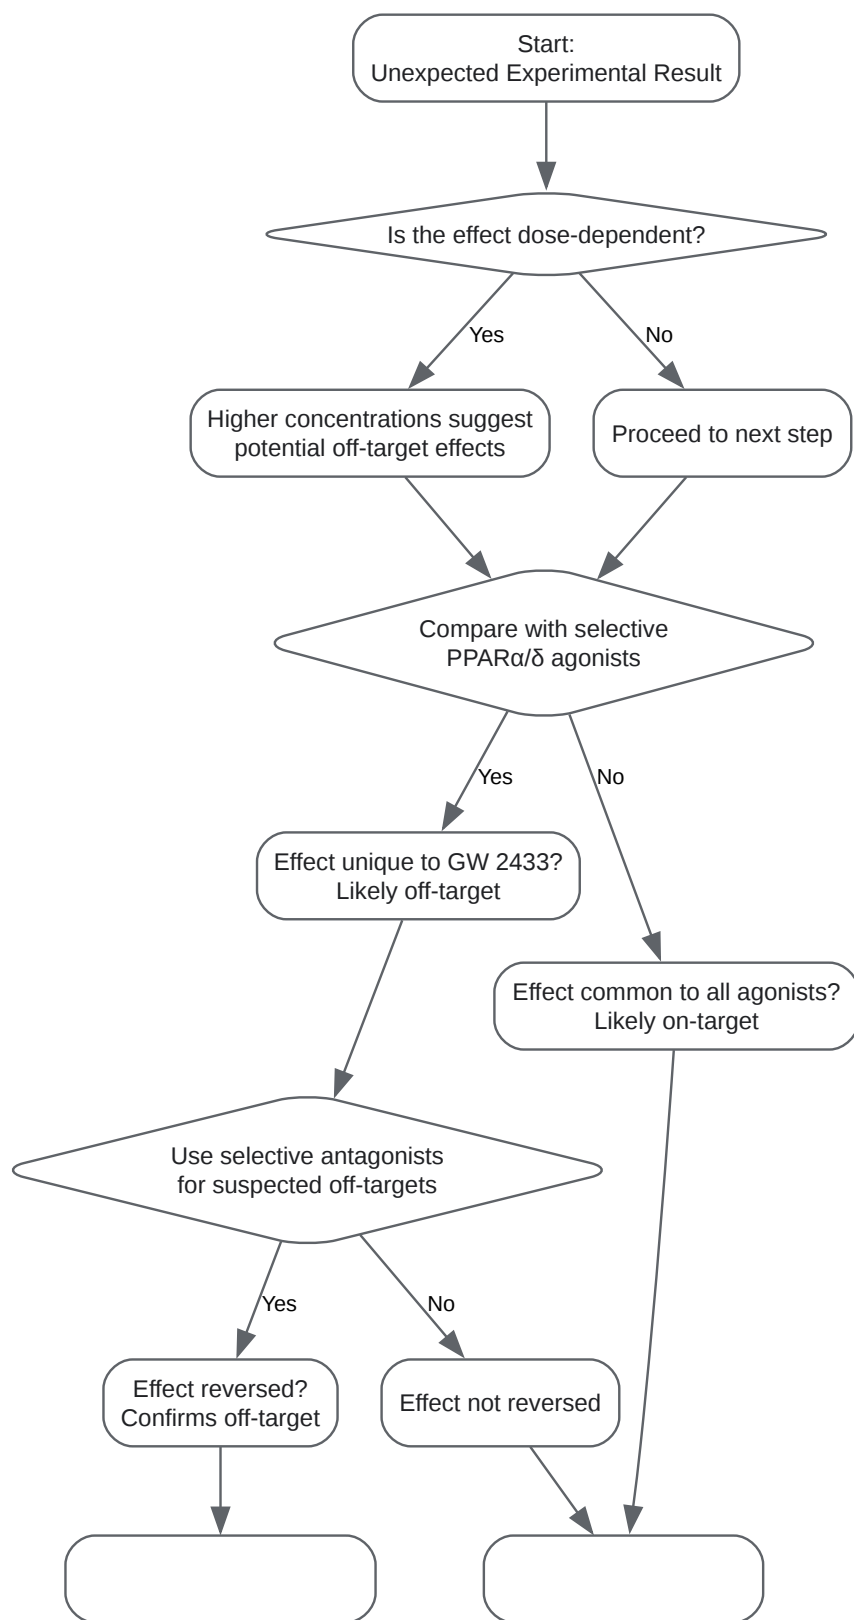 Start:
Unexpected Experimental Result
Is the effect dose-dependent?
Yes
No
Higher concentrations suggest
potential off-target effects
Proceed to next step
Compare with selective
PPARα/δ agonists
Yes
No
Effect unique to GW 2433?
Likely off-target
Effect common to all agonists?
Likely on-target
Use selective antagonists
for suspected off-targets
Yes
No
Effect reversed?
Confirms off-target
Effect not reversed